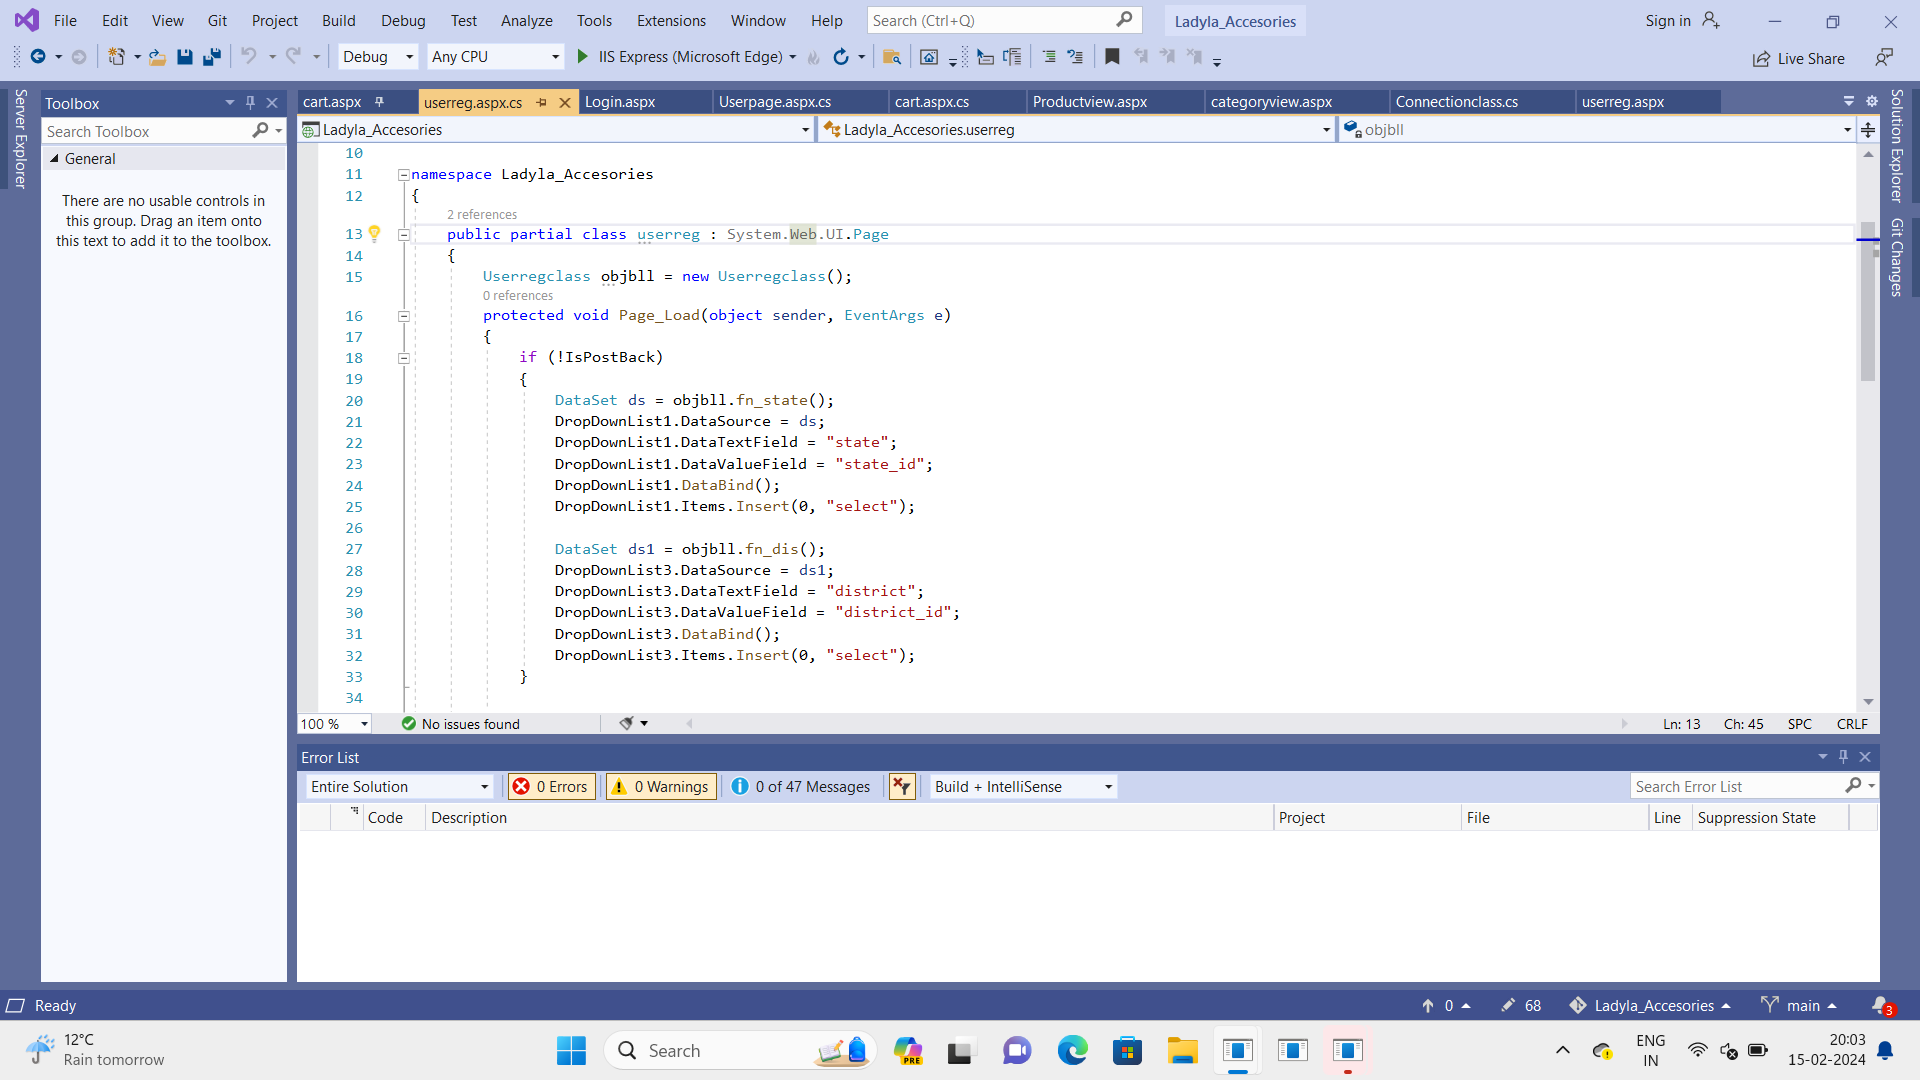 File Edit View Git Project Build Debug Test Analyze Tools Extensions Window Help Search (Ctrl+Q) Ladyla_Accesories Sign in
Debug Any CPU IIS Express (Microsoft Edge) Live Share
Server Explorer
Toolbox
Search Toolbox
General
There are no usable controls in
this group. Drag an item onto
this text to add it to the toolbox.
cart.aspx userreg.aspx.cs Login.aspx Userpage.aspx.cs cart.aspx.cs Productview.aspx categoryview.aspx Connectionclass.cs userreg.aspx
Ladyla_Accesories Ladyla_Accesories.userreg objbll
10
11 namespace Ladyla_Accesories
12 {
2 references
13 public partial class userreg : System.Web.UI.Page
14 {
15 Userregclass objbll = new Userregclass();
0 references
16 protected void Page_Load(object sender, EventArgs e)
17 {
18 if (!IsPostBack)
19 {
20 DataSet ds = objbll.fn_state();
21 DropDownList1.DataSource = ds;
22 DropDownList1.DataTextField = "state";
23 DropDownList1.DataValueField = "state_id";
24 DropDownList1.DataBind();
25 DropDownList1.Items.Insert(0, "select");
26
27 DataSet ds1 = objbll.fn_dis();
28 DropDownList3.DataSource = ds1;
29 DropDownList3.DataTextField = "district";
30 DropDownList3.DataValueField = "district_id";
31 DropDownList3.DataBind();
32 DropDownList3.Items.Insert(0, "select");
33 }
34
100 % No issues found Ln: 13 Ch: 45 SPC CRLF
Solution Explorer
Git Changes
Error List
Entire Solution 0 Errors 0 Warnings 0 of 47 Messages Build + IntelliSense Search Error List
Code Description Project File Line Suppression State
Ready 0 68 Ladyla_Accesories main 3
12°C
Rain tomorrow
Search
PRE
ENG
IN
20:03
15-02-2024